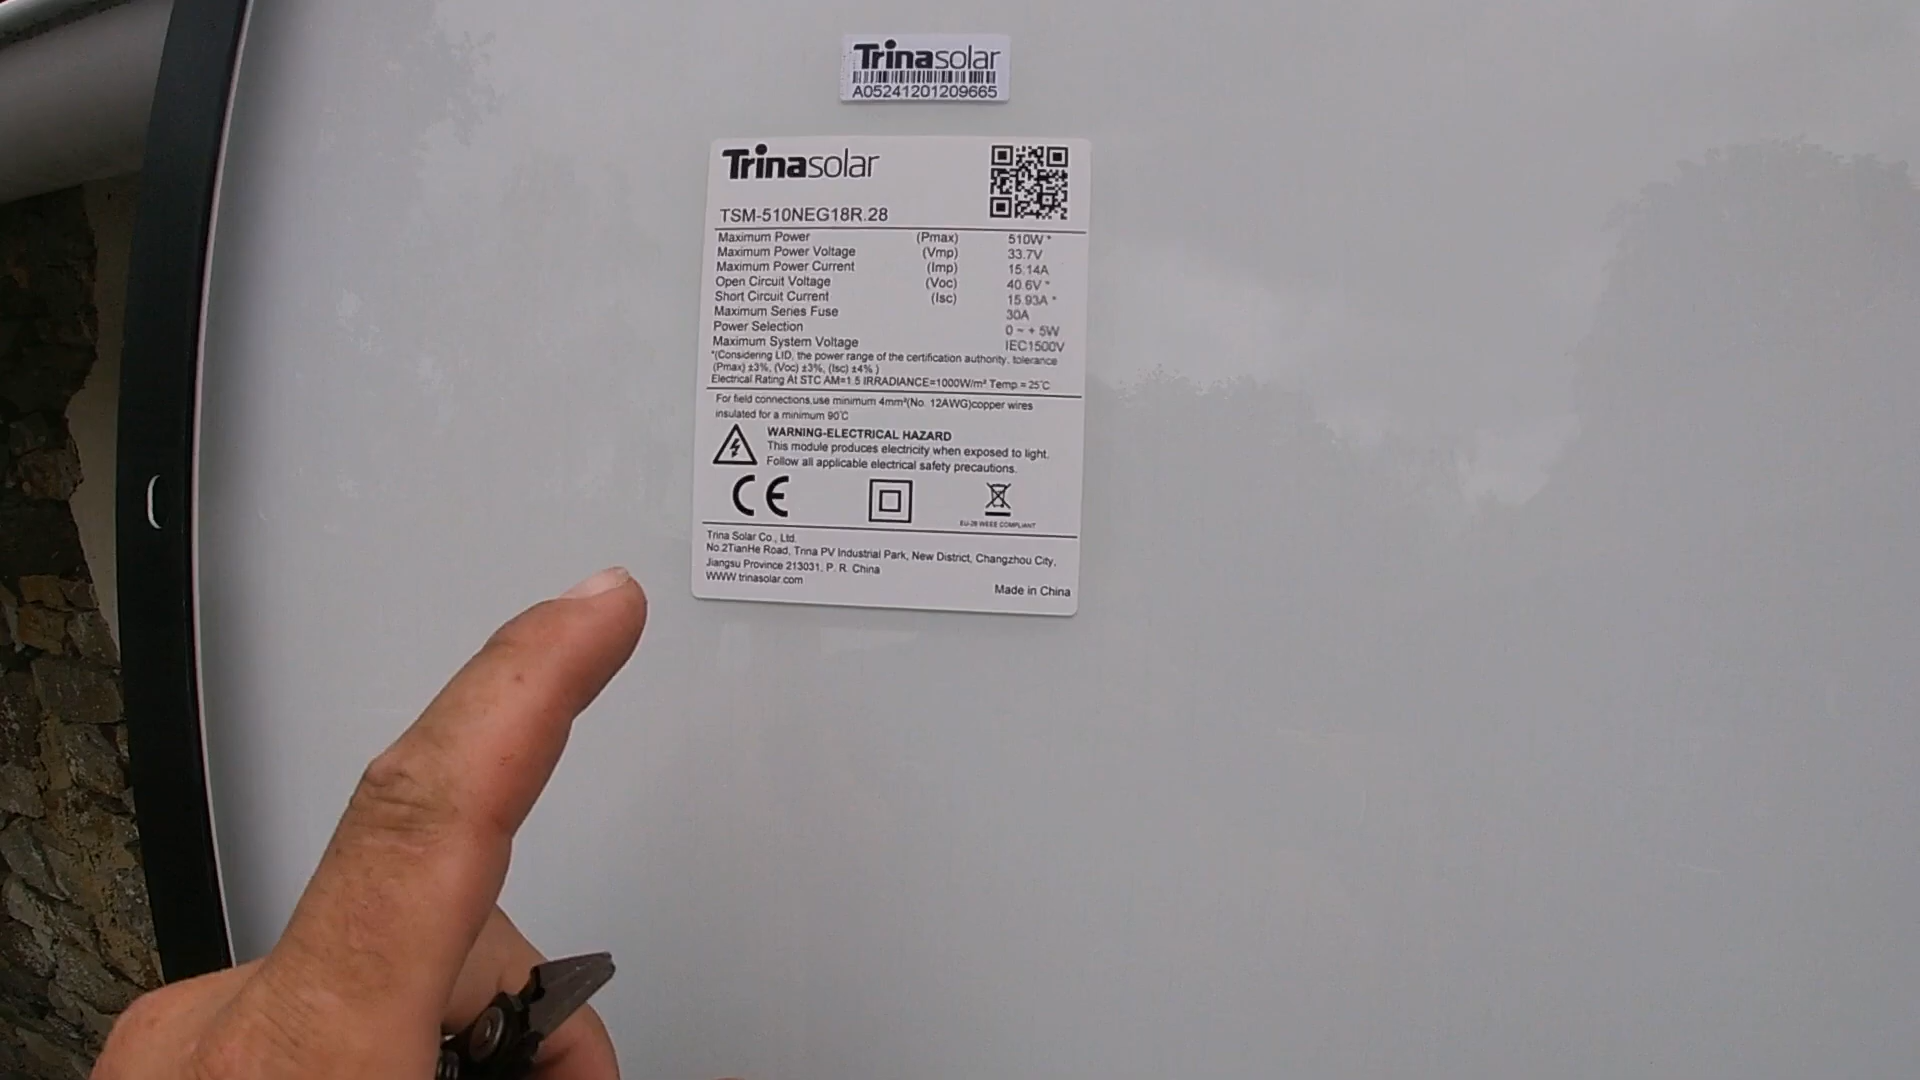 Trinasolar
A05241201209665
Trinasolar
TSM-510NEG18R.28
Maximum Power (Pmax) 510W *
Maximum Power Voltage (Vmp) 33.7V
Maximum Power Current (Imp) 15.14A
Open Circuit Voltage (Voc) 40.6V *
Short Circuit Current (Isc) 15.93A *
Maximum Series Fuse 30A
Power Selection 0 ~ + 5W
Maximum System Voltage IEC1500V
*(Considering LID, the power range of the certification authority, tolerance
(Pmax) ±3%, (Voc) ±3%, (Isc) ±4% )
Electrical Rating At STC AM=1.5 IRRADIANCE=1000W/m² Temp.= 25℃
For field connections,use minimum 4mm²(No. 12AWG)copper wires
insulated for a minimum 90℃
WARNING-ELECTRICAL HAZARD
This module produces electricity when exposed to light.
Follow all applicable electrical safety precautions.
CE
EU-28 WEEE COMPLIANT
Trina Solar Co., Ltd.
No.2TianHe Road, Trina PV Industrial Park, New District, Changzhou City,
Jiangsu Province 213031, P. R. China
WWW.trinasolar.com
Made in China